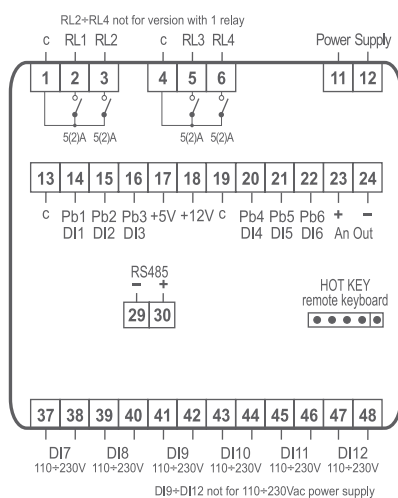 RL2÷RL4 not for version with 1 relay
c RL1 RL2 c RL3 RL4 Power Supply
1 2 3 4 5 6 11 12
5(2)A 5(2)A 5(2)A 5(2)A
13 14 15 16 17 18 19 20 21 22 23 24
c Pb1 Pb2 Pb3 +5V +12V c Pb4 Pb5 Pb6 + −
DI1 DI2 DI3 DI4 DI5 DI6 An Out
RS485
− +
29 30
HOT KEY
remote keyboard
37 38 39 40 41 42 43 44 45 46 47 48
DI7 DI8 DI9 DI10 DI11 DI12
110÷230V 110÷230V 110÷230V 110÷230V 110÷230V 110÷230V
DI9÷DI12 not for 110÷230Vac power supply